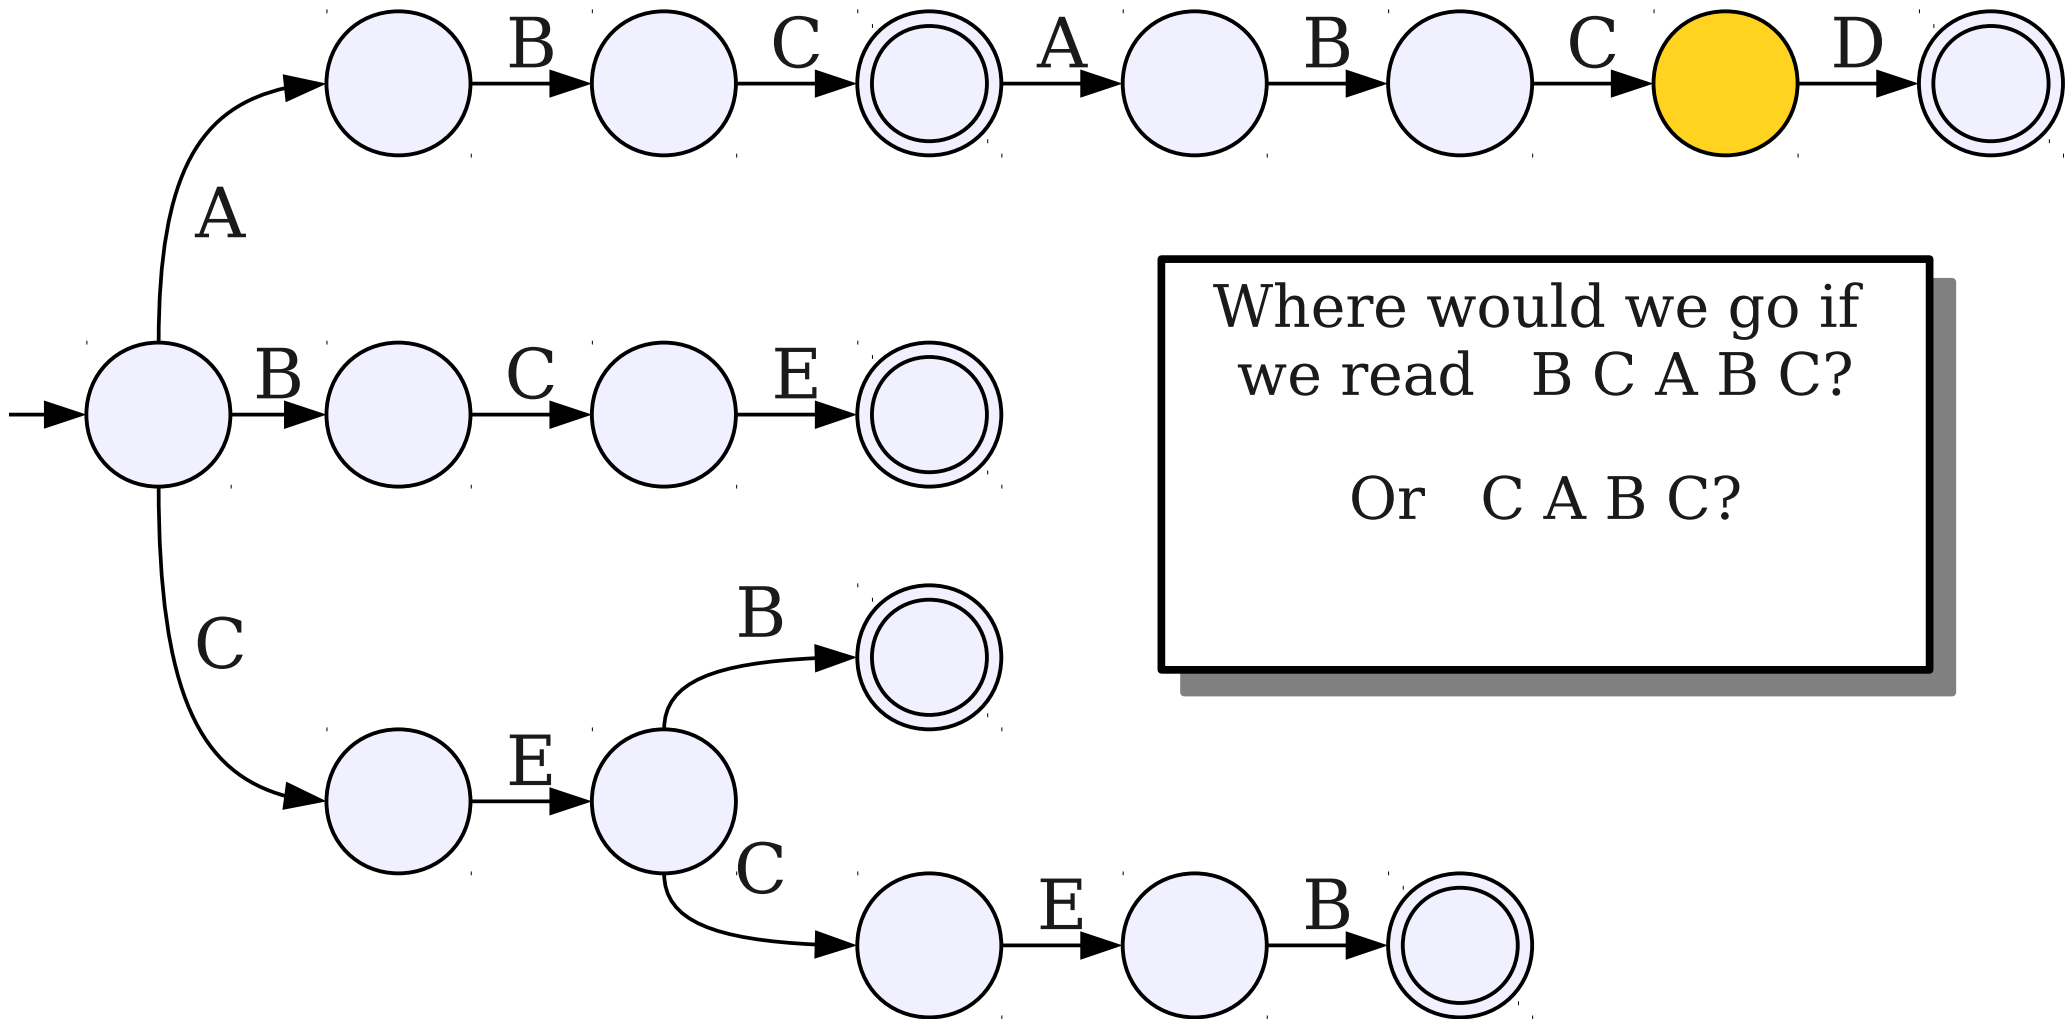 B C A B C D
A
Where would we go if
we read B C A B C?
Or C A B C?
B C E
C
B
E
C
E B